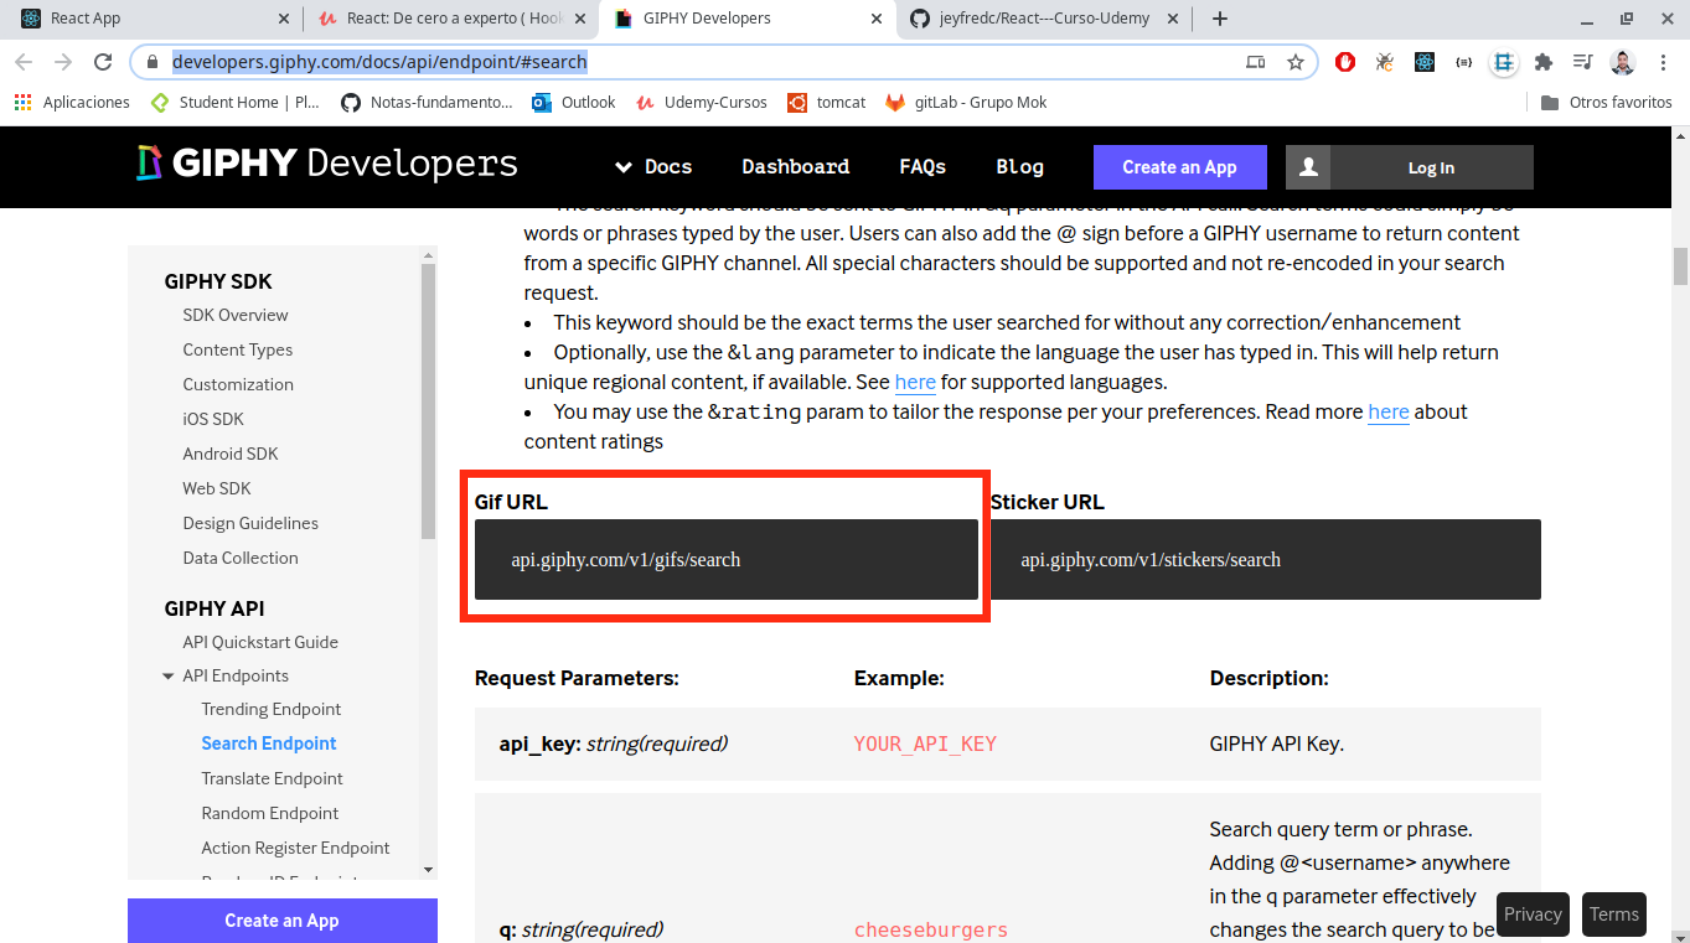 React App
React: De cero a experto ( Hook
GIPHY Developers
jeyfredc/React---Curso-Udemy
developers.giphy.com/docs/api/endpoint/#search
Aplicaciones
Student Home | Pl...
Notas-fundamento...
Outlook
Udemy-Cursos
tomcat
gitLab - Grupo Mok
Otros favoritos
GIPHY Developers
Docs
Dashboard
FAQs
Blog
Create an App
Log In
GIPHY SDK
SDK Overview
Content Types
Customization
iOS SDK
Android SDK
Web SDK
Design Guidelines
Data Collection
GIPHY API
API Quickstart Guide
API Endpoints
Trending Endpoint
Search Endpoint
Translate Endpoint
Random Endpoint
Action Register Endpoint
Create an App
words or phrases typed by the user. Users can also add the @ sign before a GIPHY username to return content
from a specific GIPHY channel. All special characters should be supported and not re-encoded in your search
request.
• This keyword should be the exact terms the user searched for without any correction/enhancement
• Optionally, use the &lang parameter to indicate the language the user has typed in. This will help return
unique regional content, if available. See here for supported languages.
• You may use the &rating param to tailor the response per your preferences. Read more here about
content ratings
Gif URL
api.giphy.com/v1/gifs/search
Sticker URL
api.giphy.com/v1/stickers/search
Request Parameters:
Example:
Description:
api_key: string(required)
YOUR_API_KEY
GIPHY API Key.
q: string(required)
cheeseburgers
Search query term or phrase.
Adding @<username> anywhere
in the q parameter effectively
changes the search query to be
Privacy
Terms